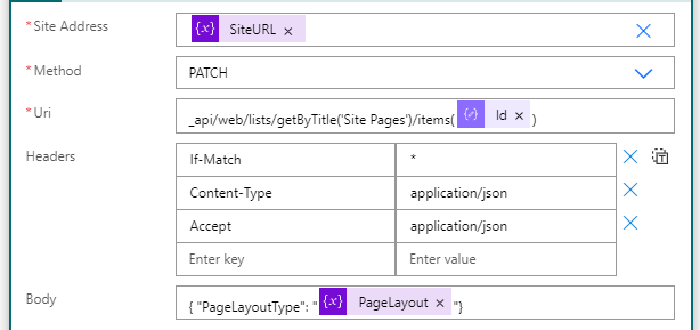 * Site Address {x} SiteURL ×
* Method PATCH
* Uri _api/web/lists/getByTitle('Site Pages')/items( {✓} Id × )
Headers If-Match *
Content-Type application/json
Accept application/json
Enter key Enter value
Body { "PageLayoutType": " {x} PageLayout × "}